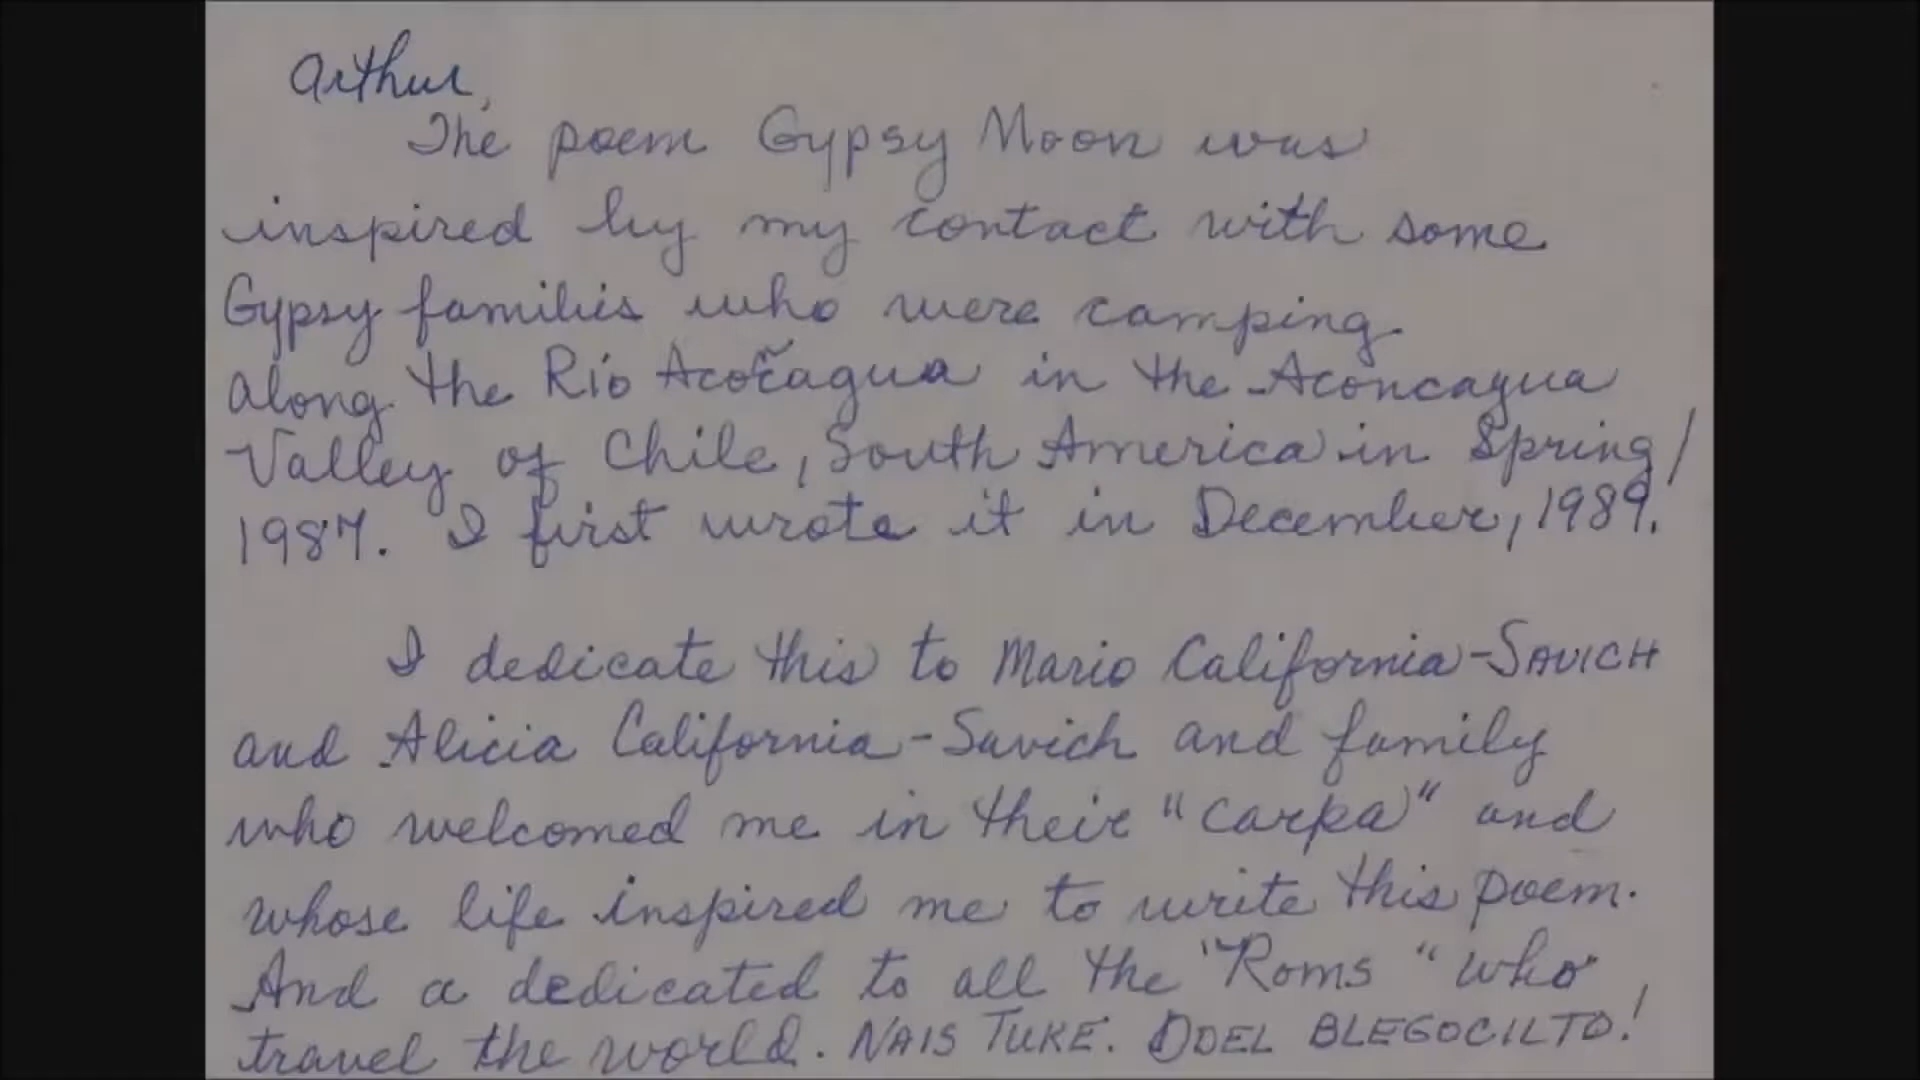 Arthur,
The poem Gypsy Moon was
inspired by my contact with some
Gypsy families who were camping
along the Rio Acoñcagua in the Aconcagua
Valley of Chile, South America in Spring/
1987. I first wrote it in December, 1989.
I dedicate this to Mario California-SAVICH
and Alicia California-Savich and family
who welcomed me in their "carpa" and
whose life inspired me to write this poem.
And a dedicated to all the "Roms" who
travel the world. NAIS TUKE. DDEL BLEGOCILTO!